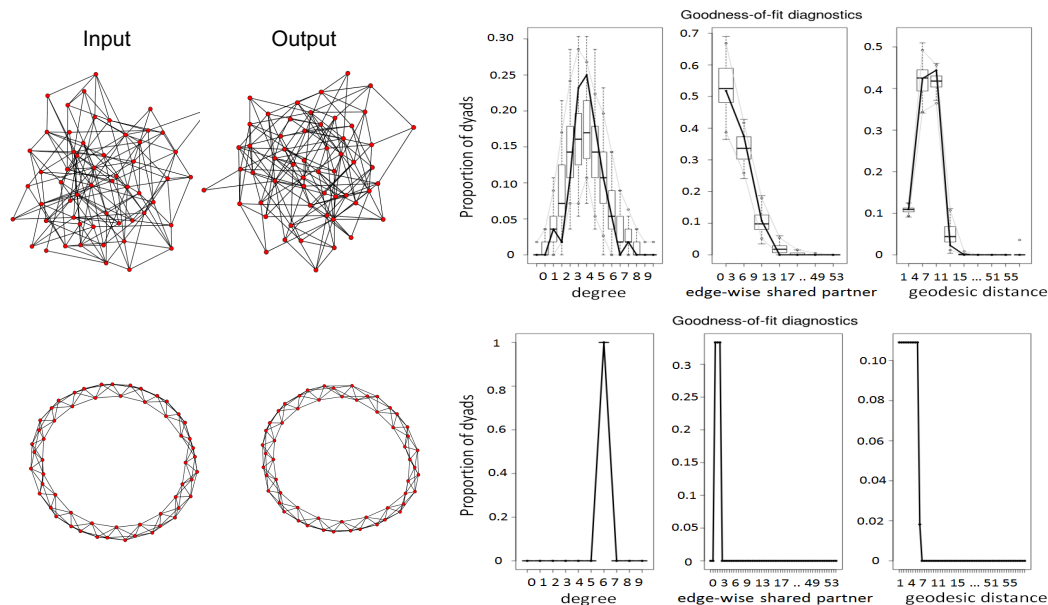 Input
Output
Goodness-of-fit diagnostics
Proportion of dyads
0.30
0.25
0.20
0.15
0.10
0.05
0
0 1 2 3 4 5 6 7 8 9
degree
0.7
0.6
0.5
0.4
0.3
0.2
0.1
0
0 3 6 9 13 17 .. 49 53
edge-wise shared partner
0.5
0.4
0.3
0.2
0.1
0
1 4 7 11 15 ... 51 55
geodesic distance
Goodness-of-fit diagnostics
Proportion of dyads
1
0.8
0.6
0.4
0.2
0
0 1 2 3 4 5 6 7 8 9
degree
0.3
0.25
0.2
0.15
0.1
0.05
0
0 3 6 9 13 17 .. 49 53
edge-wise shared partner
0.10
0.08
0.06
0.04
0.02
0
1 4 7 11 15 ... 51 55
geodesic distance